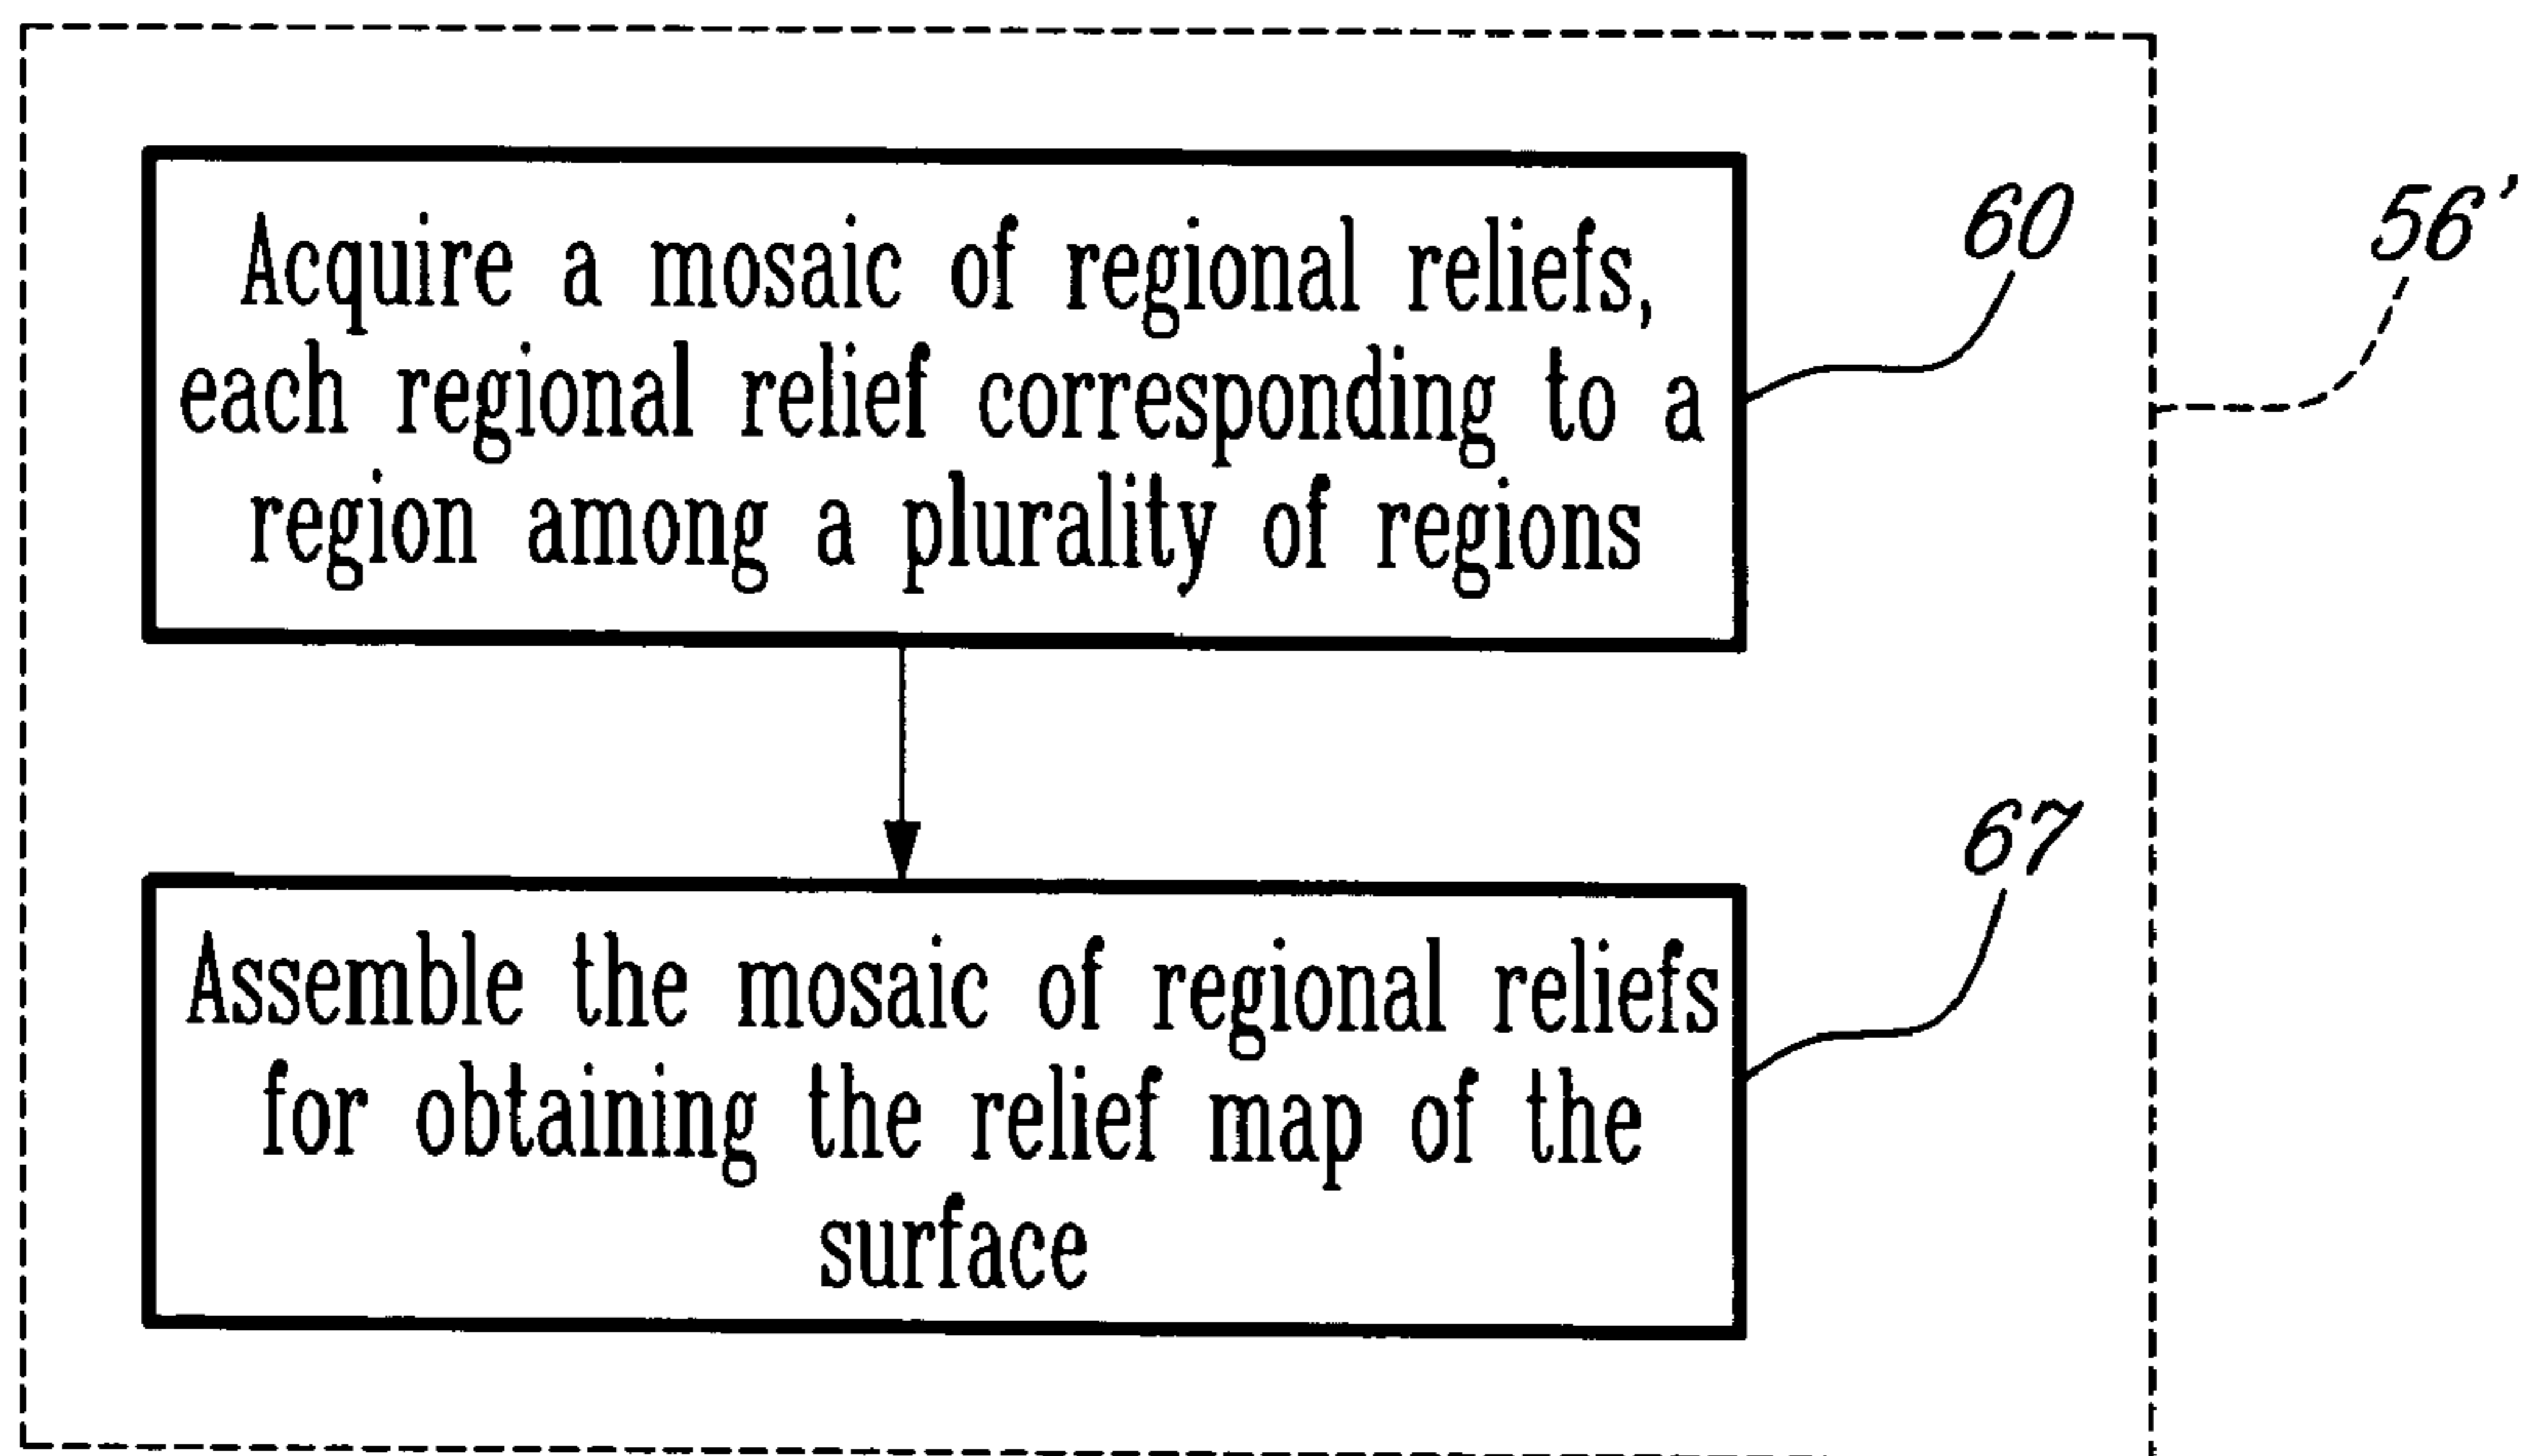 Acquire a mosaic of regional reliefs,
each regional relief corresponding to a
region among a plurality of regions
60
56'
Assemble the mosaic of regional reliefs
for obtaining the relief map of the
surface
67